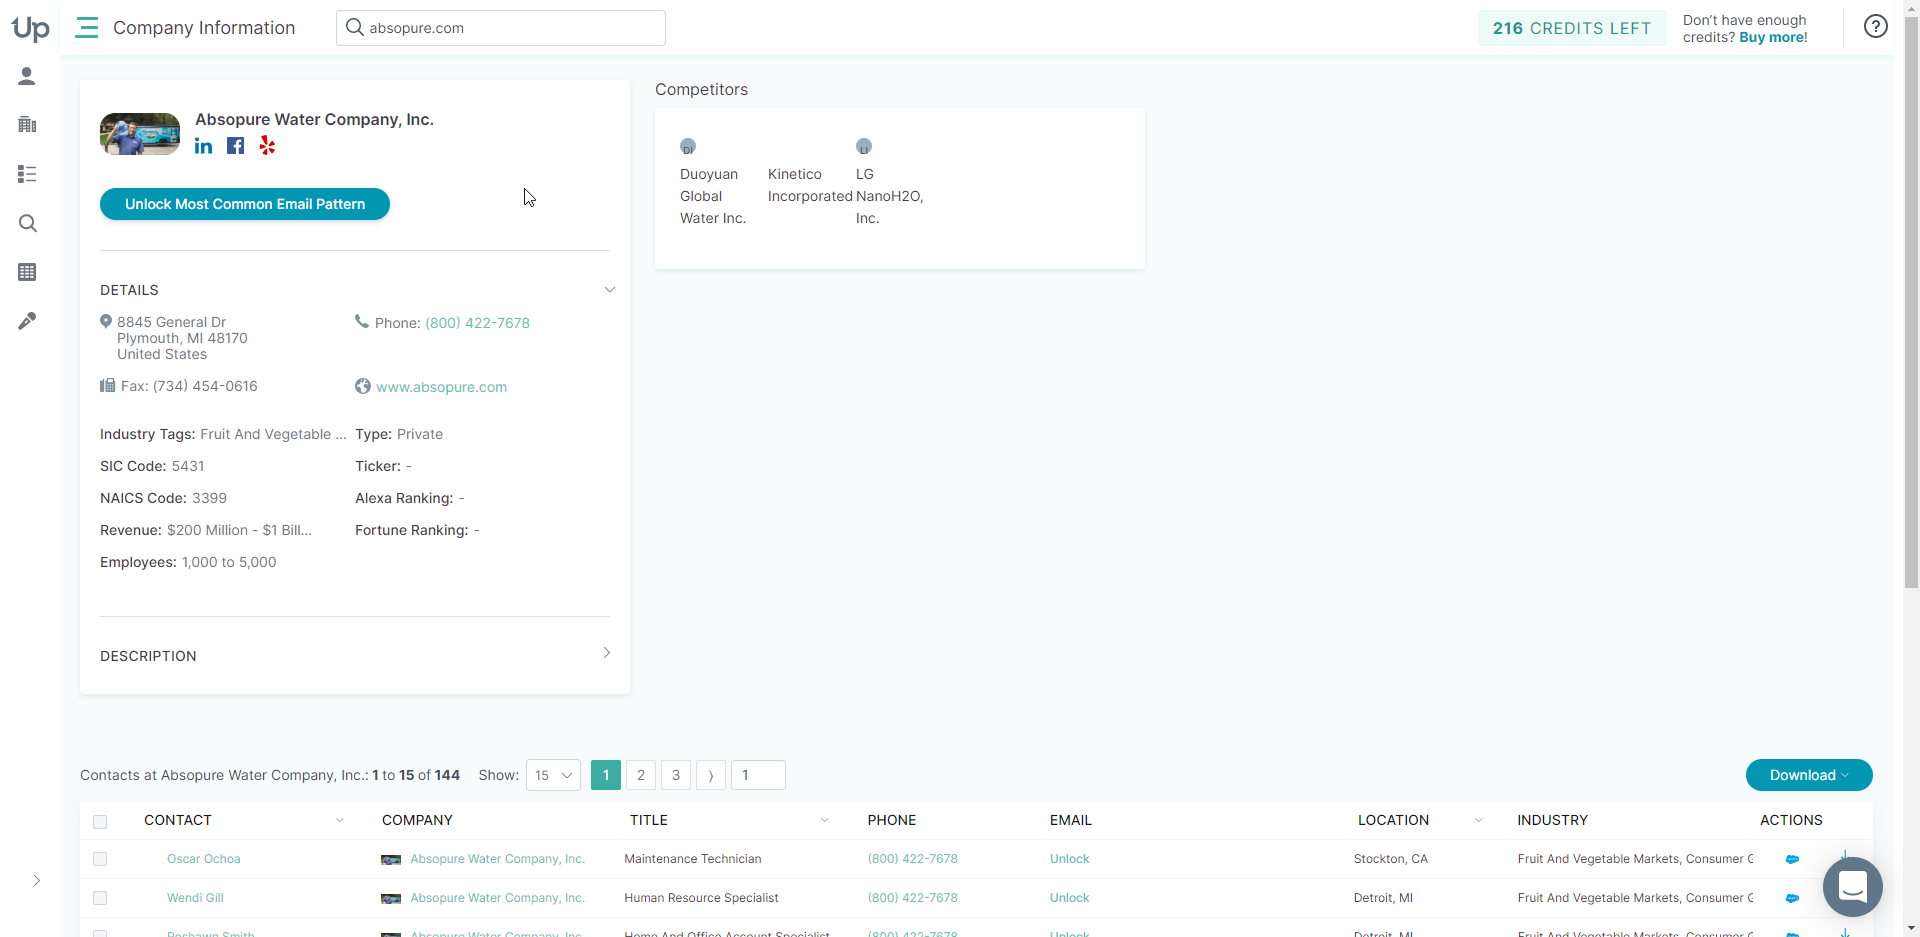 Up
Company Information
absopure.com
216 CREDITS LEFT
Don't have enough
credits? Buy more!
?
Absopure Water Company, Inc.
Unlock Most Common Email Pattern
DETAILS
8845 General Dr
Plymouth, MI 48170
United States
Phone: (800) 422-7678
Fax: (734) 454-0616
www.absopure.com
Industry Tags: Fruit And Vegetable ...
Type: Private
SIC Code: 5431
Ticker: -
NAICS Code: 3399
Alexa Ranking: -
Revenue: $200 Million - $1 Bill...
Fortune Ranking: -
Employees: 1,000 to 5,000
DESCRIPTION
Competitors
DI
Duoyuan
Global
Water Inc.
Kinetico
Incorporated
LI
LG
NanoH2O,
Inc.
Contacts at Absopure Water Company, Inc.: 1 to 15 of 144
Show: 15
1 2 3 1
Download
CONTACT COMPANY TITLE PHONE EMAIL LOCATION INDUSTRY ACTIONS
Oscar Ochoa Absopure Water Company, Inc. Maintenance Technician (800) 422-7678 Unlock Stockton, CA Fruit And Vegetable Markets, Consumer G
Wendi Gill Absopure Water Company, Inc. Human Resource Specialist (800) 422-7678 Unlock Detroit, MI Fruit And Vegetable Markets, Consumer G
Smith Absopure Water Company, Inc. Home And Office Account Specialist (800) 422-7678 Unlock Detroit, MI Fruit And Vegetable Markets, Consumer G